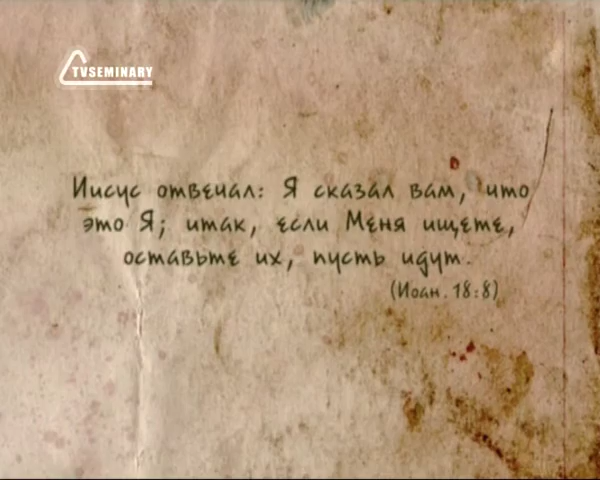 TVSEMINARY
Иисус отвечал: Я сказал вам, что
это Я; итак, если Меня ищете,
оставьте их, пусть идут.
(Иоан. 18:8)